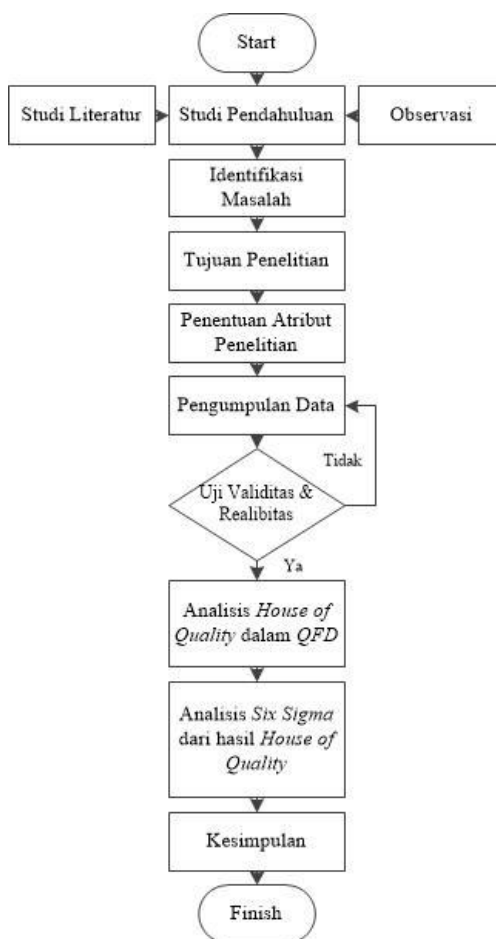 Start
Studi Literatur
Studi Pendahuluan
Observasi
Identifikasi
Masalah
Tujuan Penelitian
Penentuan Atribut
Penelitian
Pengumpulan Data
Tidak
Uji Validitas &
Realibitas
Ya
Analisis House of
Quality dalam QFD
Analisis Six Sigma
dari hasil House of
Quality
Kesimpulan
Finish